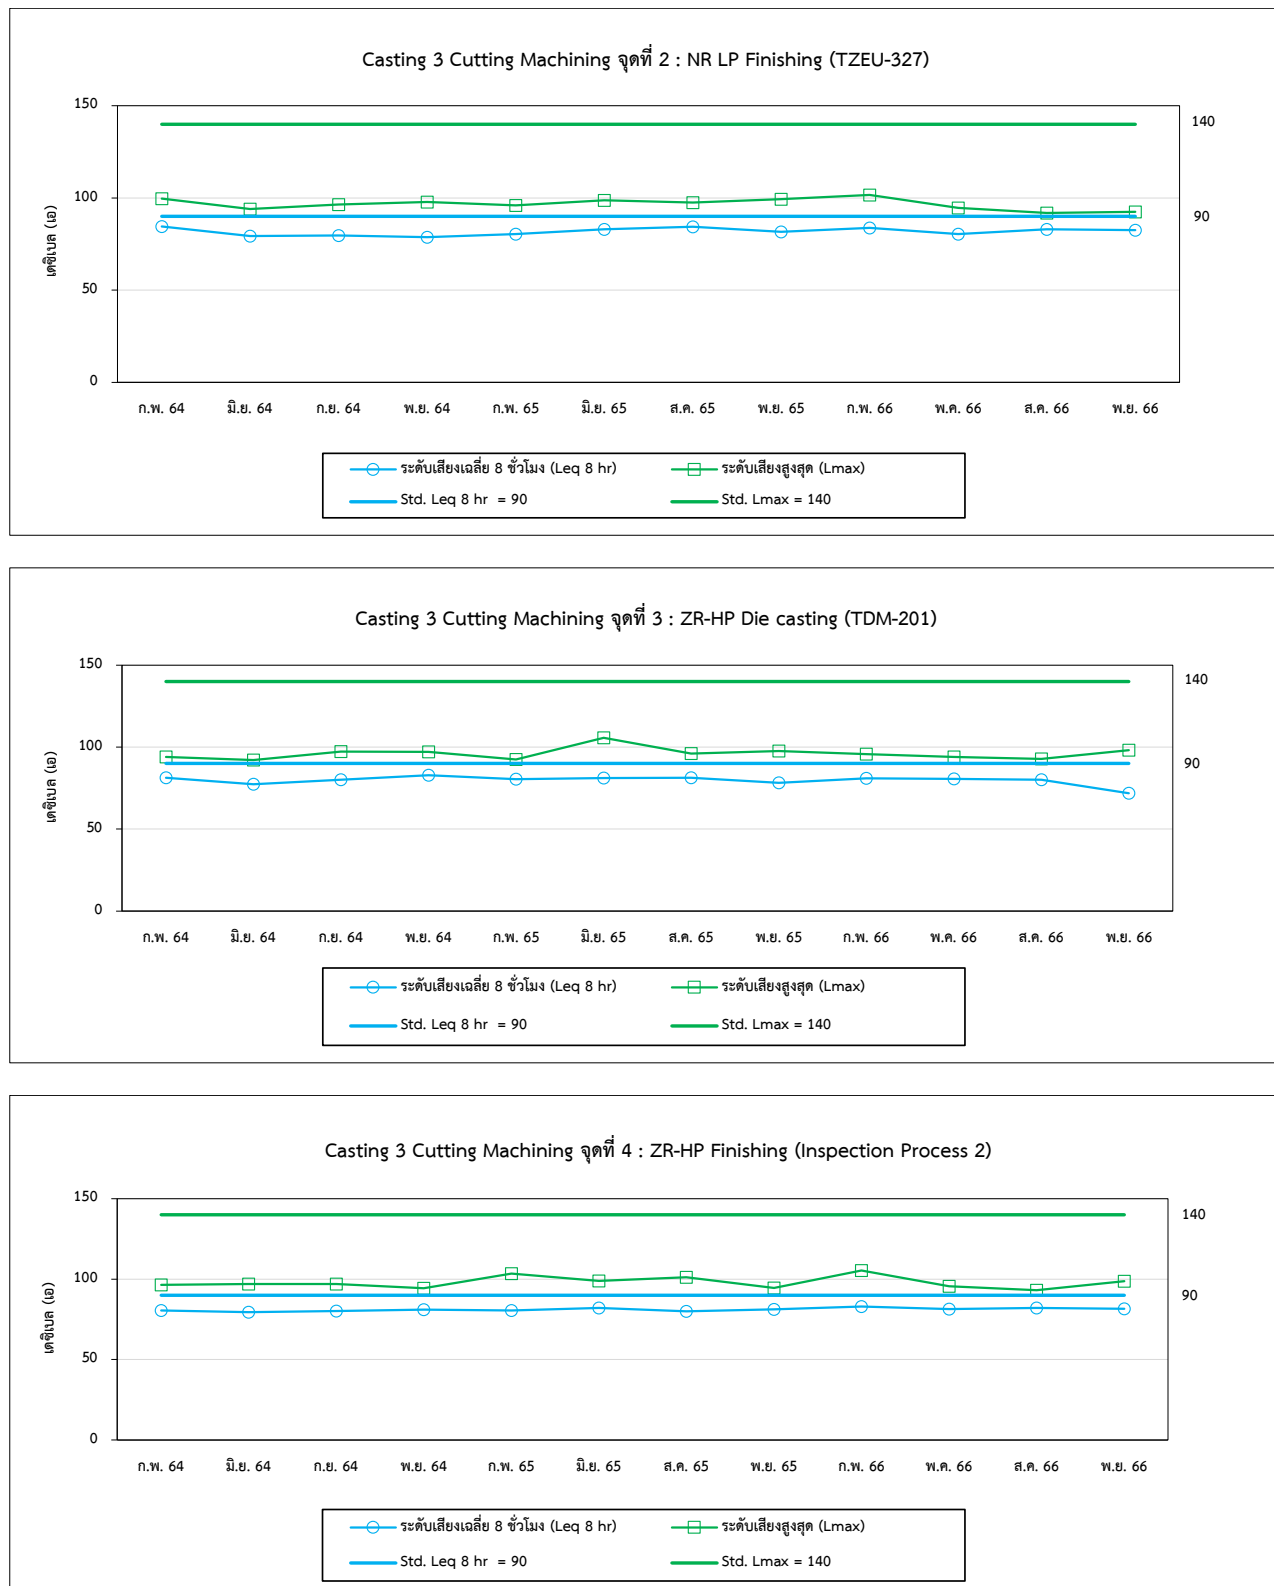 Casting 3 Cutting Machining จุดที่ 2 : NR LP Finishing (TZEU-327)
150
140
100
90
50
0
เดซิเบล (เอ)
ก.พ. 64 มิ.ย. 64 ก.ย. 64 พ.ย. 64 ก.พ. 65 มิ.ย. 65 ส.ค. 65 พ.ย. 65 ก.พ. 66 พ.ค. 66 ส.ค. 66 พ.ย. 66
ระดับเสียงเฉลี่ย 8 ชั่วโมง (Leq 8 hr) ระดับเสียงสูงสุด (Lmax)
Std. Leq 8 hr = 90 Std. Lmax = 140
Casting 3 Cutting Machining จุดที่ 3 : ZR-HP Die casting (TDM-201)
150
140
100
90
50
0
เดซิเบล (เอ)
ก.พ. 64 มิ.ย. 64 ก.ย. 64 พ.ย. 64 ก.พ. 65 มิ.ย. 65 ส.ค. 65 พ.ย. 65 ก.พ. 66 พ.ค. 66 ส.ค. 66 พ.ย. 66
ระดับเสียงเฉลี่ย 8 ชั่วโมง (Leq 8 hr) ระดับเสียงสูงสุด (Lmax)
Std. Leq 8 hr = 90 Std. Lmax = 140
Casting 3 Cutting Machining จุดที่ 4 : ZR-HP Finishing (Inspection Process 2)
150
140
100
90
50
0
เดซิเบล (เอ)
ก.พ. 64 มิ.ย. 64 ก.ย. 64 พ.ย. 64 ก.พ. 65 มิ.ย. 65 ส.ค. 65 พ.ย. 65 ก.พ. 66 พ.ค. 66 ส.ค. 66 พ.ย. 66
ระดับเสียงเฉลี่ย 8 ชั่วโมง (Leq 8 hr) ระดับเสียงสูงสุด (Lmax)
Std. Leq 8 hr = 90 Std. Lmax = 140